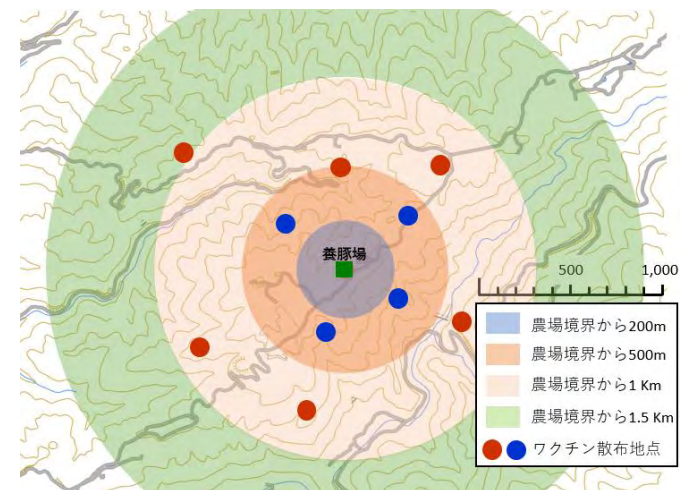 養豚場
500 1,000
農場境界から200m
農場境界から500m
農場境界から1 Km
農場境界から1.5 Km
ワクチン散布地点